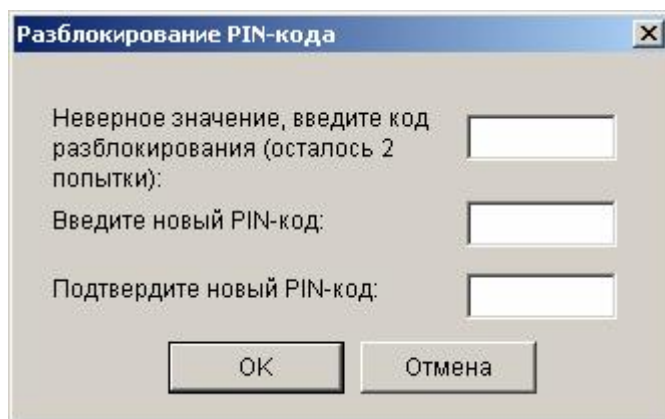 Разблокирование PIN-кода
Неверное значение, введите код
разблокирования (осталось 2
попытки):
Введите новый PIN-код:
Подтвердите новый PIN-код:
OK
Отмена